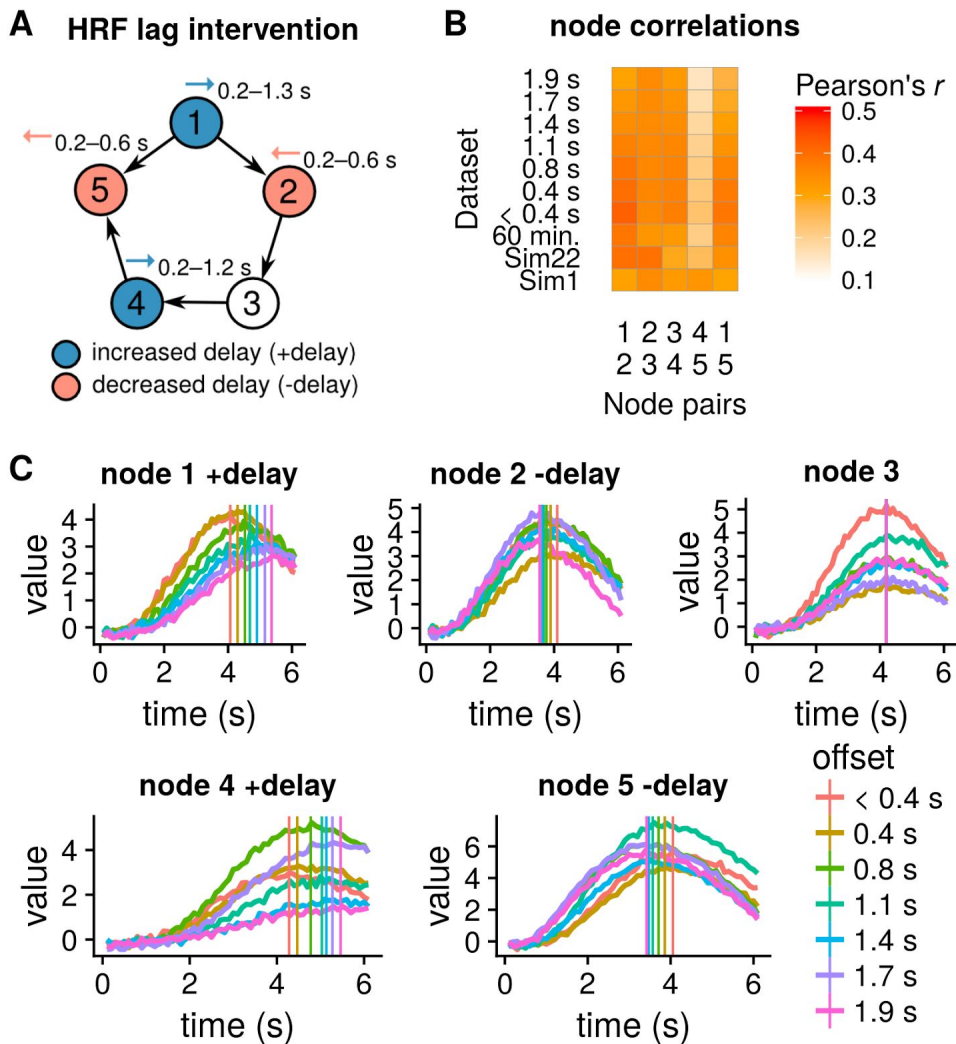 A
HRF lag intervention
0.2–1.3 s
0.2–0.6 s
0.2–0.6 s
1
5
2
0.2–1.2 s
4
3
increased delay (+delay)
decreased delay (-delay)
B
node correlations
Dataset
1.9 s
1.7 s
1.4 s
1.1 s
0.8 s
0.4 s
< 0.4 s
60 min.
Sim22
Sim1
1 2 3 4 1
2 3 4 5 5
Node pairs
Pearson's r
0.5
0.4
0.3
0.2
0.1
C
node 1 +delay
value
4
3
2
1
0
0 2 4 6
time (s)
node 2 -delay
value
5
4
3
2
1
0
0 2 4 6
time (s)
node 3
value
5
4
3
2
1
0
0 2 4 6
time (s)
node 4 +delay
value
4
2
0
0 2 4 6
time (s)
node 5 -delay
value
6
4
2
0
0 2 4 6
time (s)
offset
< 0.4 s
0.4 s
0.8 s
1.1 s
1.4 s
1.7 s
1.9 s